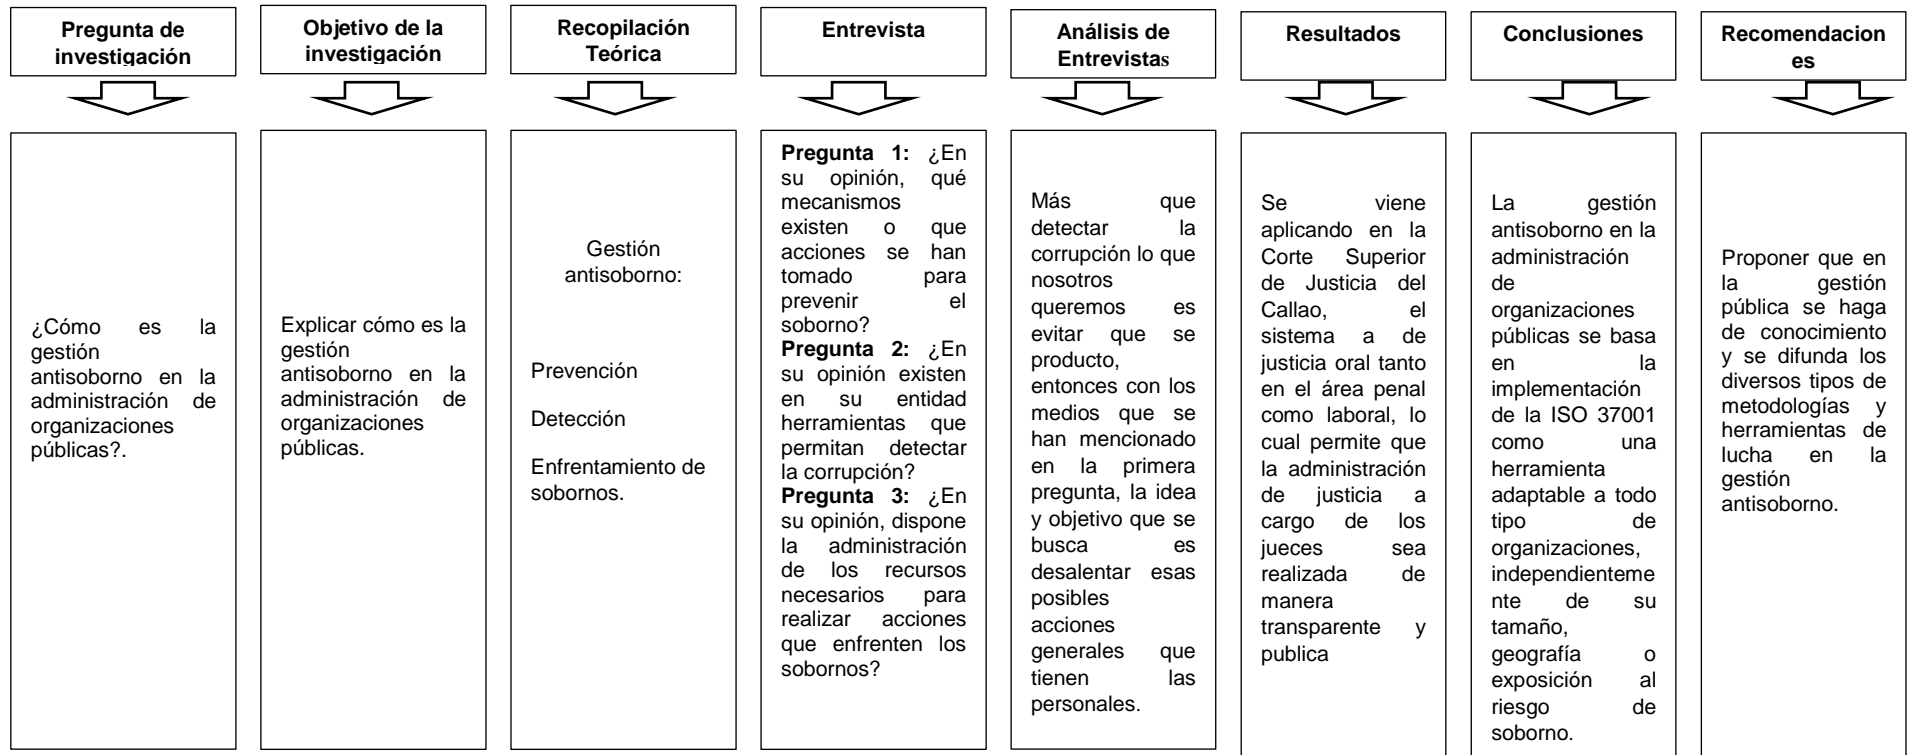 Pregunta de
investigación
Objetivo de la
investigación
Recopilación
Teórica
Entrevista
Análisis de
Entrevistas
Resultados
Conclusiones
Recomendacion
es
¿Cómo es la
gestión
antisoborno en la
administración de
organizaciones
públicas?.
Explicar cómo es la
gestión
antisoborno en la
administración de
organizaciones
públicas.
Gestión
antisoborno:
Prevención
Detección
Enfrentamiento de
sobornos.
Pregunta 1: ¿En
su opinión, qué
mecanismos
existen o que
acciones se han
tomado para
prevenir el
soborno?
Pregunta 2: ¿En
su opinión existen
en su entidad
herramientas que
permitan detectar
la corrupción?
Pregunta 3: ¿En
su opinión, dispone
la administración
de los recursos
necesarios para
realizar acciones
que enfrenten los
sobornos?
Más que
detectar la
corrupción lo que
nosotros
queremos es
evitar que se
producto,
entonces con los
medios que se
han mencionado
en la primera
pregunta, la idea
y objetivo que se
busca es
desalentar esas
posibles
acciones
generales que
tienen las
personales.
Se viene
aplicando en la
Corte Superior
de Justicia del
Callao, el
sistema a de
justicia oral tanto
en el área penal
como laboral, lo
cual permite que
la administración
de justicia a
cargo de los
jueces sea
realizada de
manera
transparente y
publica
La gestión
antisoborno en la
administración
de
organizaciones
públicas se basa
en la
implementación
de la ISO 37001
como una
herramienta
adaptable a todo
tipo de
organizaciones,
independienteme
nte de su
tamaño,
geografía o
exposición al
riesgo de
soborno.
Proponer que en
la gestión
pública se haga
de conocimiento
y se difunda los
diversos tipos de
metodologías y
herramientas de
lucha en la
gestión
antisoborno.